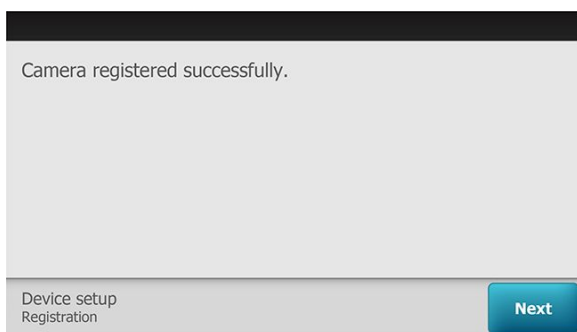 Camera registered successfully.
Device setup
Registration
Next